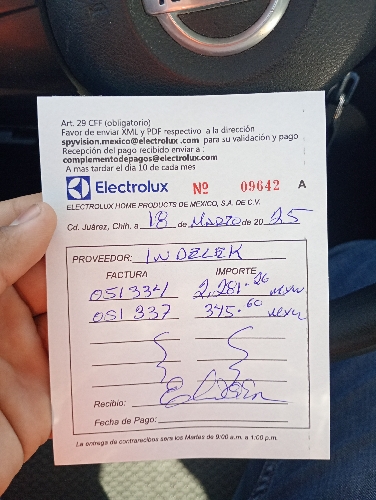 Art. 29 CFF (obligatorio)
Favor de enviar XML y PDF respectivo a la dirección
spyvision.mexico@electrolux .com para su validación y pago
Recepción del pago recibido enviar a :
complementodepagos@electrolux.com
A mas tardar el dia 10 de cada mes
Electrolux Nº 09642 A
ELECTROLUX HOME PRODUCTS DE MEXICO, S.A. DE C.V.
Cd. Juárez, Chih. a 18 de Marzo de 20 25
PROVEEDOR: INDELEK
FACTURA IMPORTE
051334 2,281.26 mxn
051337 345.60 mxn
Recibio:
Fecha de Pago:
La entrega de contrarecibos sera los Martes de 9:00 a.m. a 1:00 p.m.